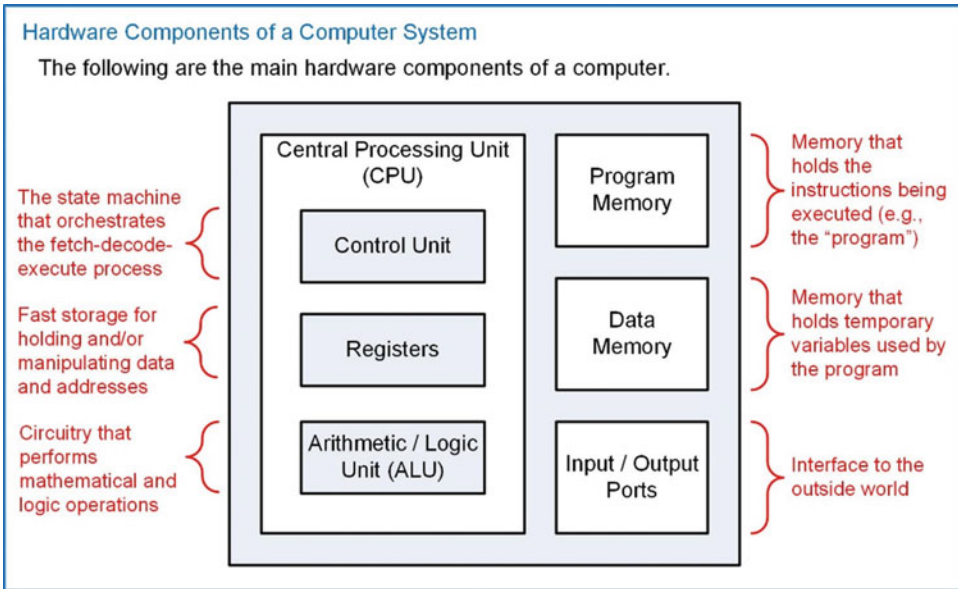 Hardware Components of a Computer System
The following are the main hardware components of a computer.
The state machine
that orchestrates
the fetch-decode-
execute process
Fast storage for
holding and/or
manipulating data
and addresses
Circuitry that
performs
mathematical and
logic operations
Central Processing Unit
(CPU)
Control Unit
Registers
Arithmetic / Logic
Unit (ALU)
Program
Memory
Data
Memory
Input / Output
Ports
Memory that
holds the
instructions being
executed (e.g.,
the “program”)
Memory that
holds temporary
variables used by
the program
Interface to the
outside world